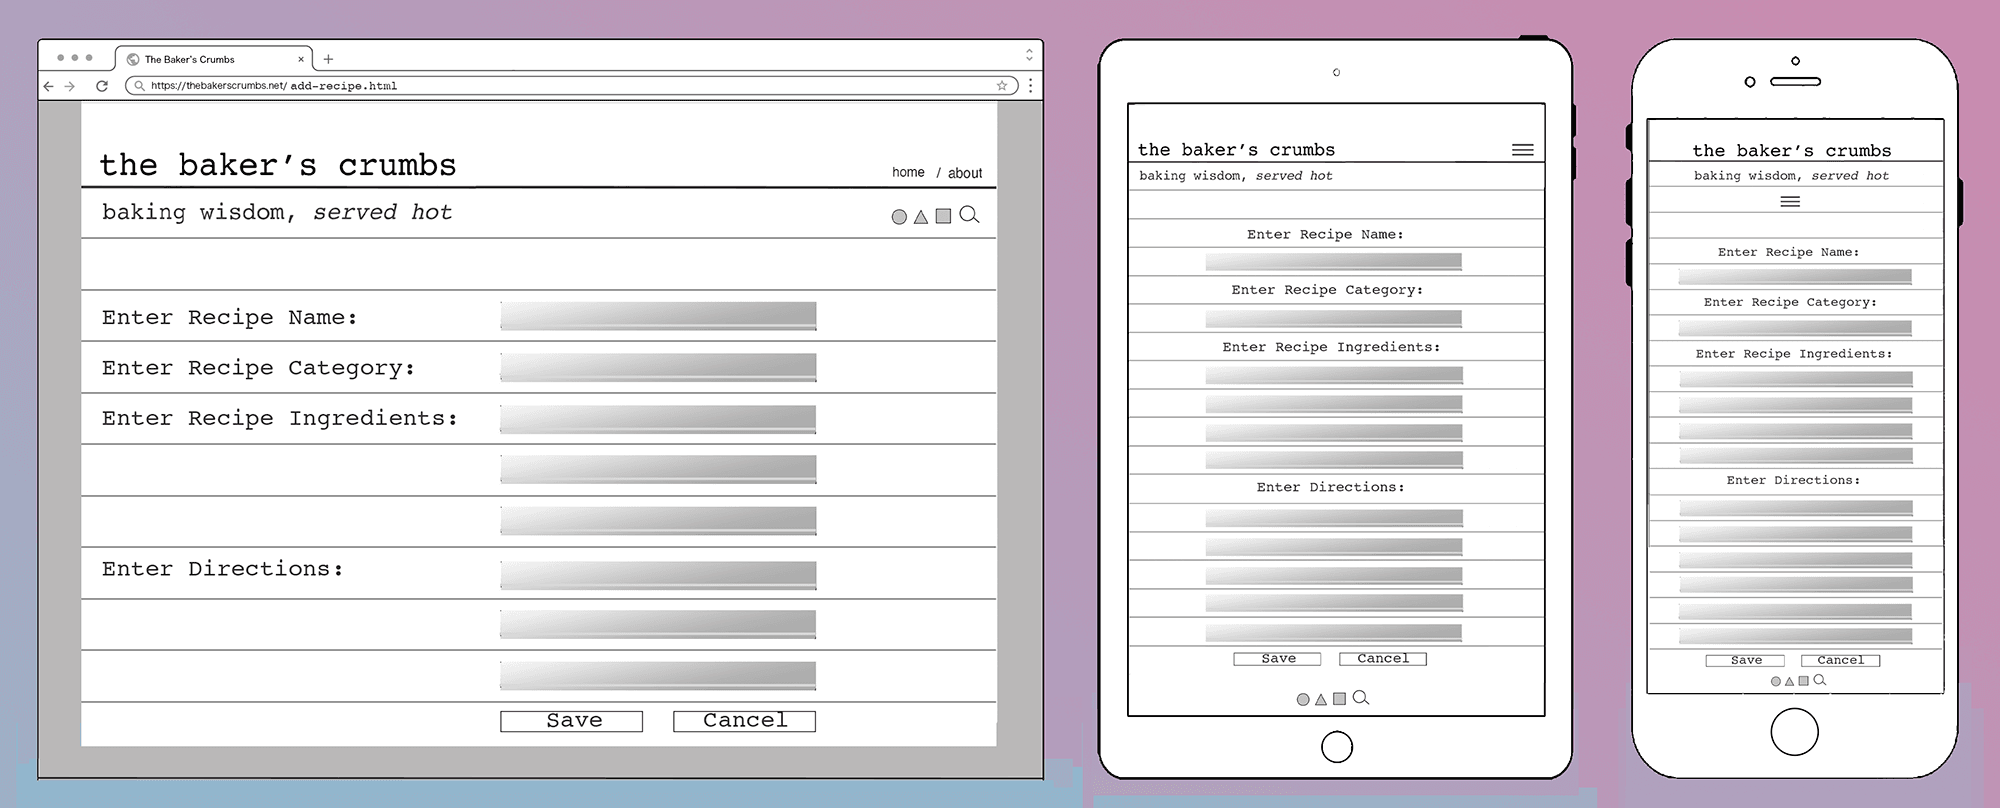 The Baker's Crumbs
https://thebakerscrumbs.net/ add-recipe.html
the baker's crumbs
home / about
baking wisdom, served hot
Enter Recipe Name:
Enter Recipe Category:
Enter Recipe Ingredients:
Enter Directions:
Save Cancel
the baker's crumbs
baking wisdom, served hot
Enter Recipe Name:
Enter Recipe Category:
Enter Recipe Ingredients:
Enter Directions:
Save Cancel
the baker's crumbs
baking wisdom, served hot
Enter Recipe Name:
Enter Recipe Category:
Enter Recipe Ingredients:
Enter Directions:
Save Cancel